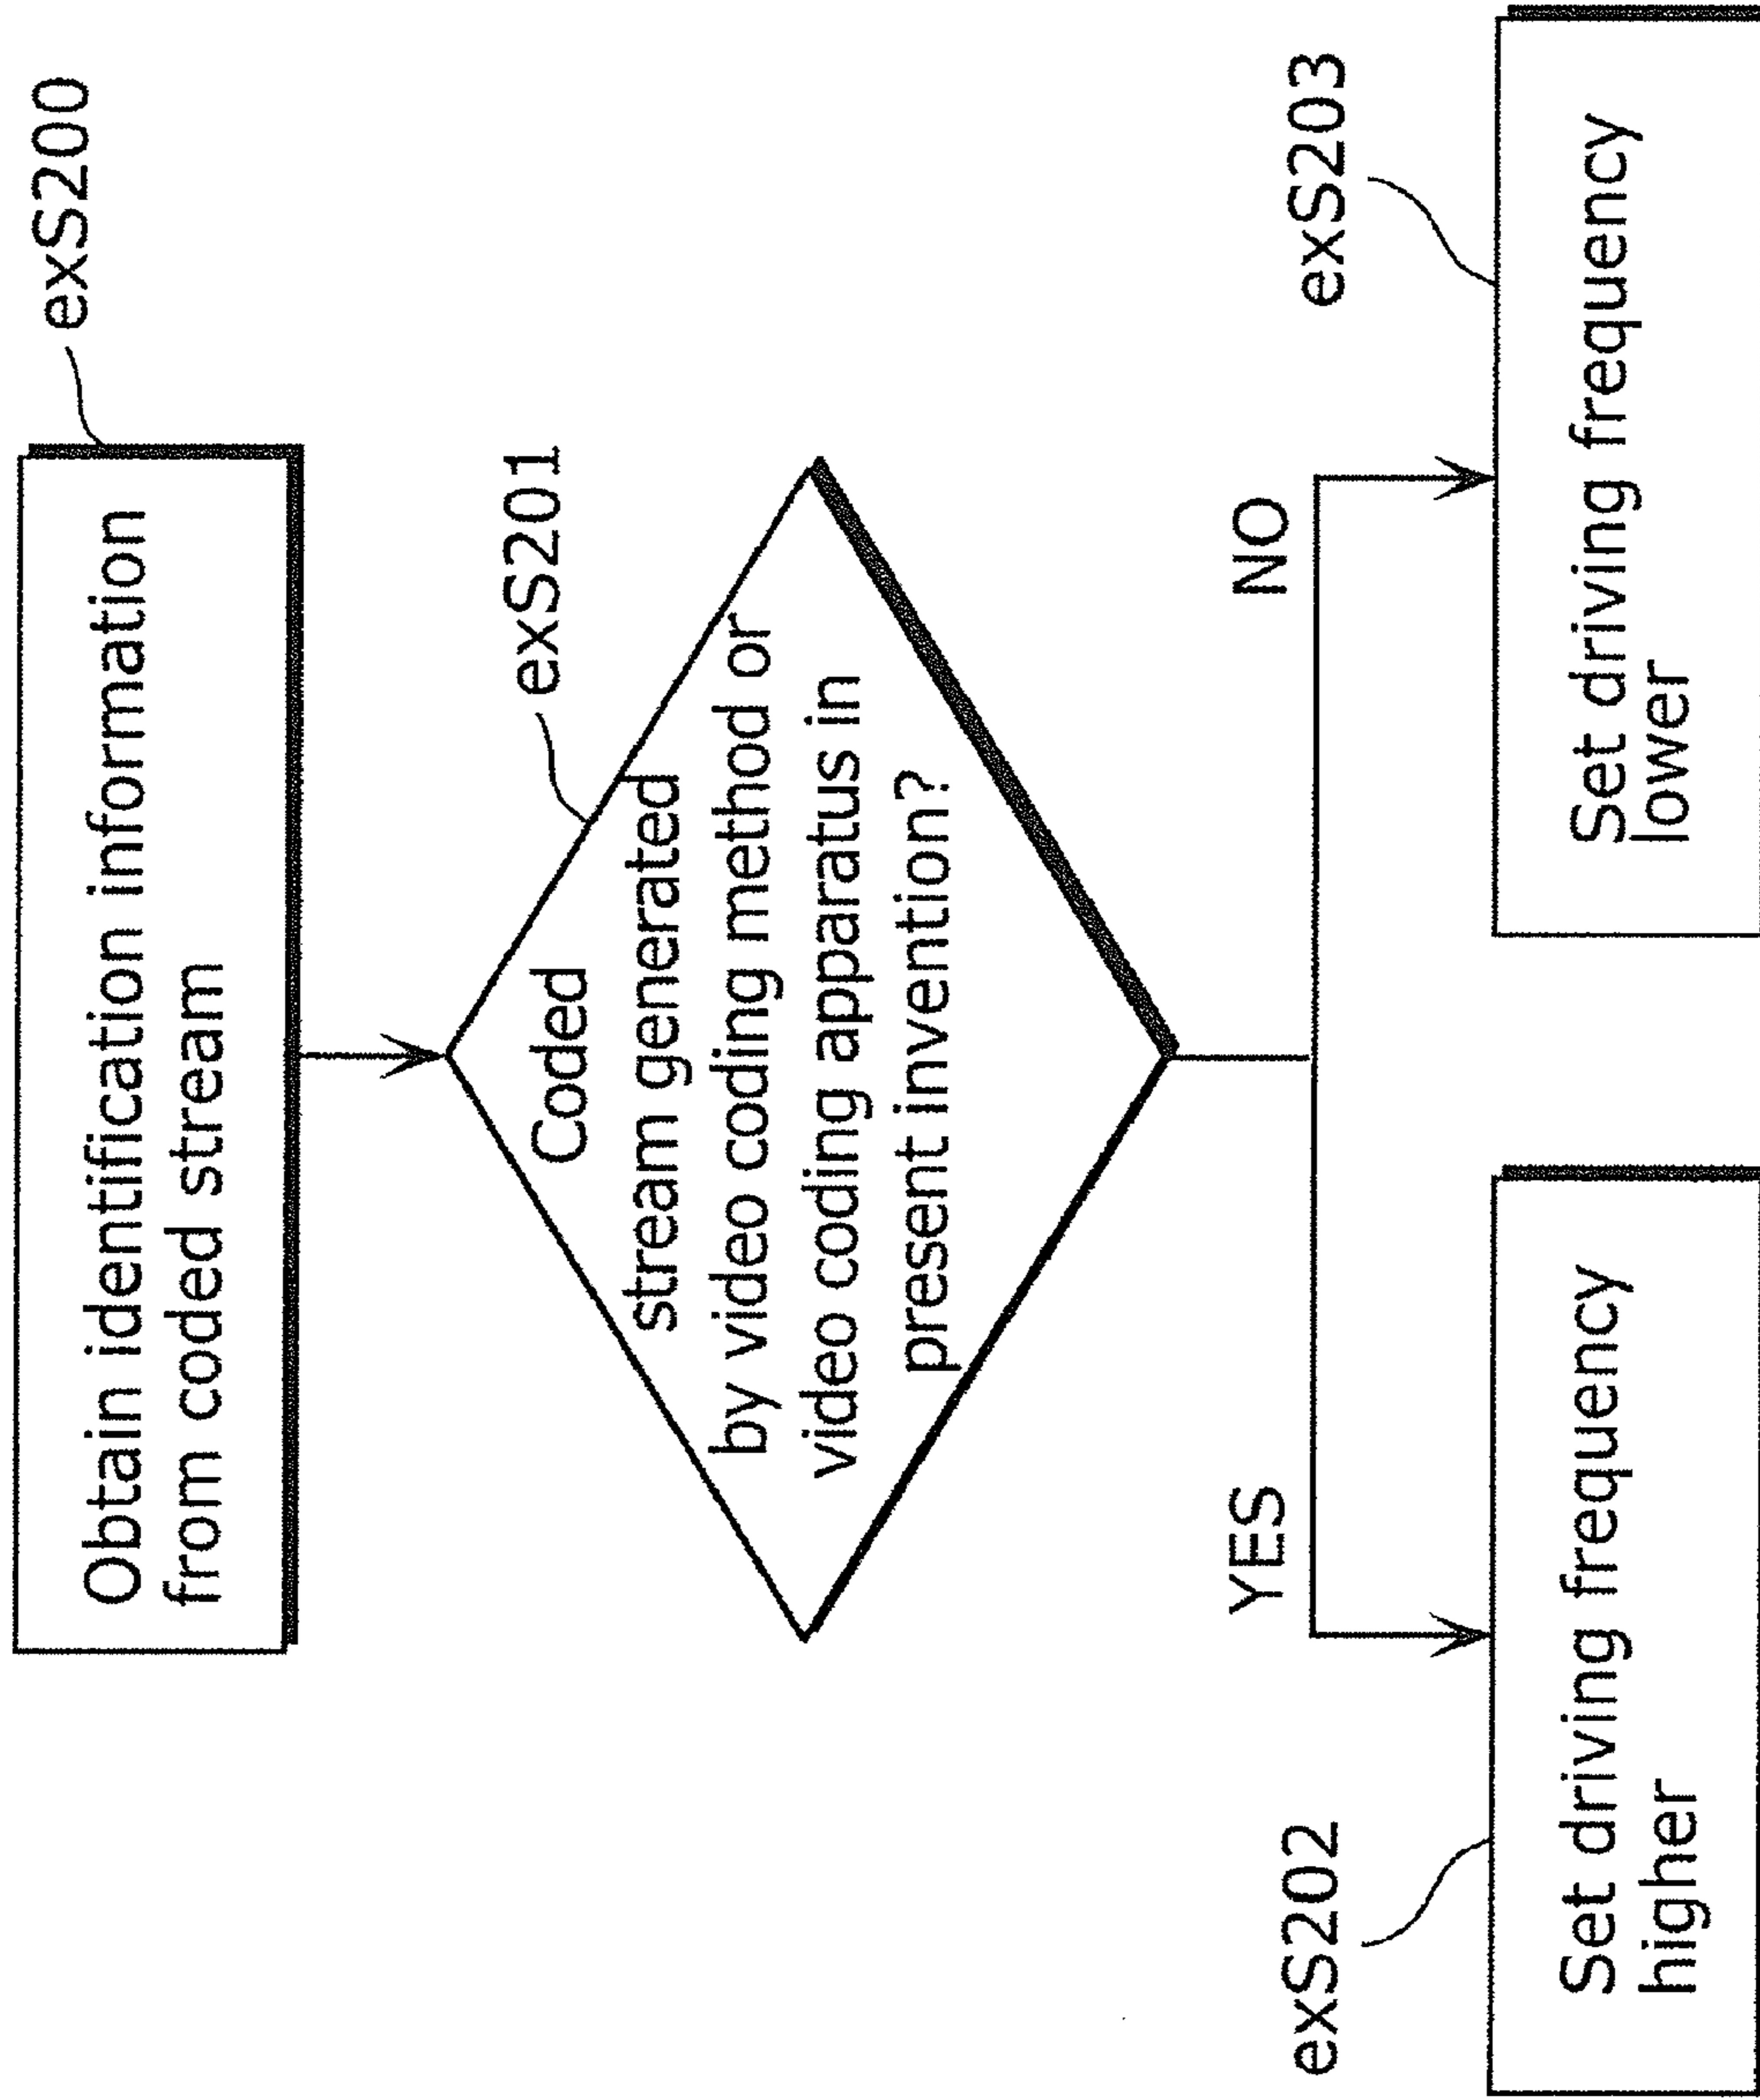 exS200
Obtain identification information
from coded stream
exS201
Coded
stream generated
by video coding method or
video coding apparatus in
present invention?
YES
NO
exS202
exS203
Set driving frequency
higher
Set driving frequency
lower